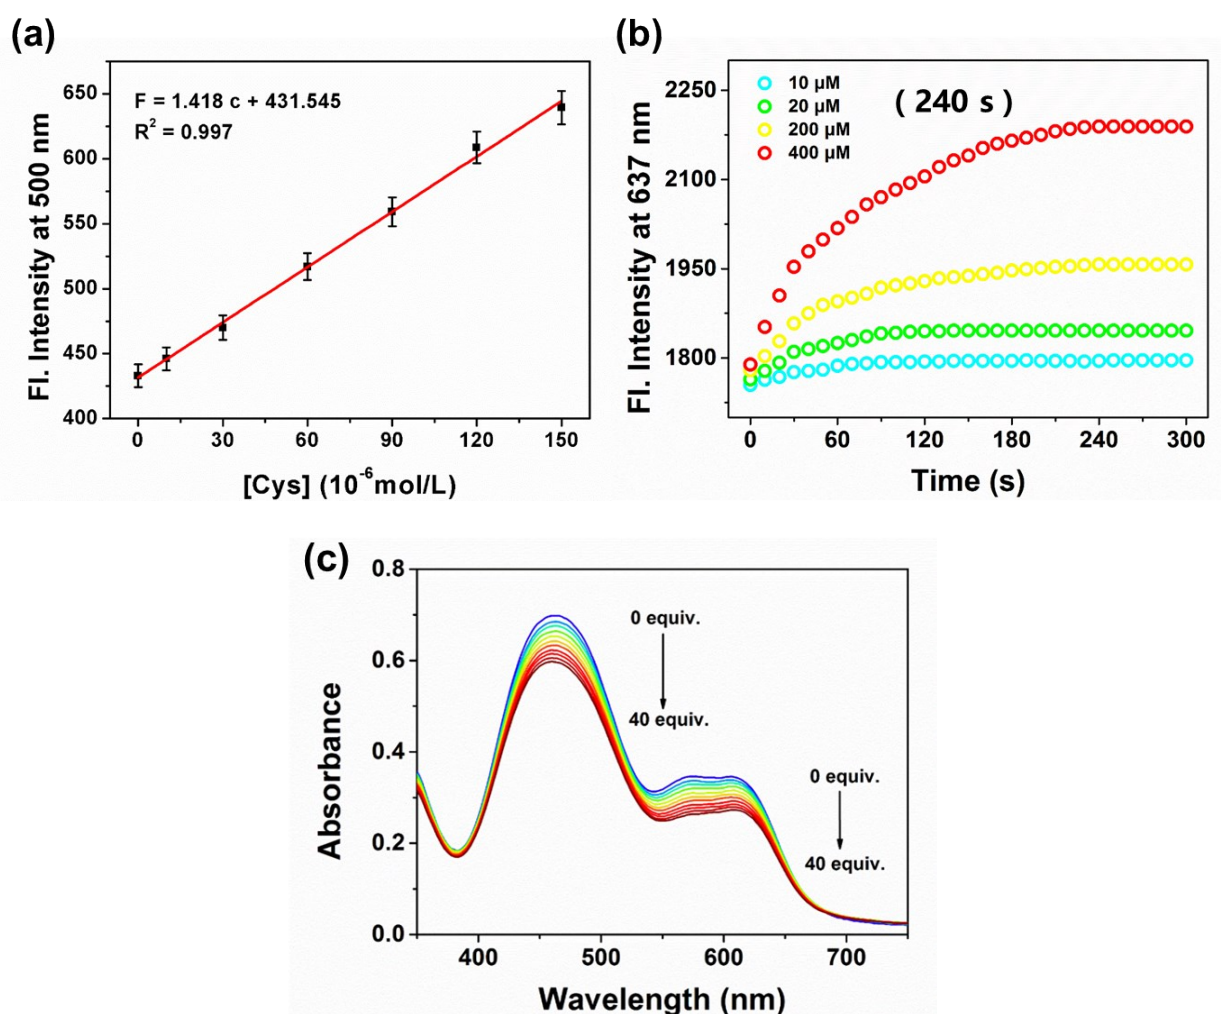 (a)
F = 1.418 c + 431.545
R² = 0.997
Fl. Intensity at 500 nm
650
600
550
500
450
400
0 30 60 90 120 150
[Cys] (10⁻⁶mol/L)
(b)
10 μM
20 μM
200 μM
400 μM
( 240 s )
Fl. Intensity at 637 nm
2250
2100
1950
1800
0 60 120 180 240 300
Time (s)
(c)
0 equiv.
40 equiv.
0 equiv.
40 equiv.
Absorbance
0.8
0.6
0.4
0.2
0.0
400 500 600 700
Wavelength (nm)